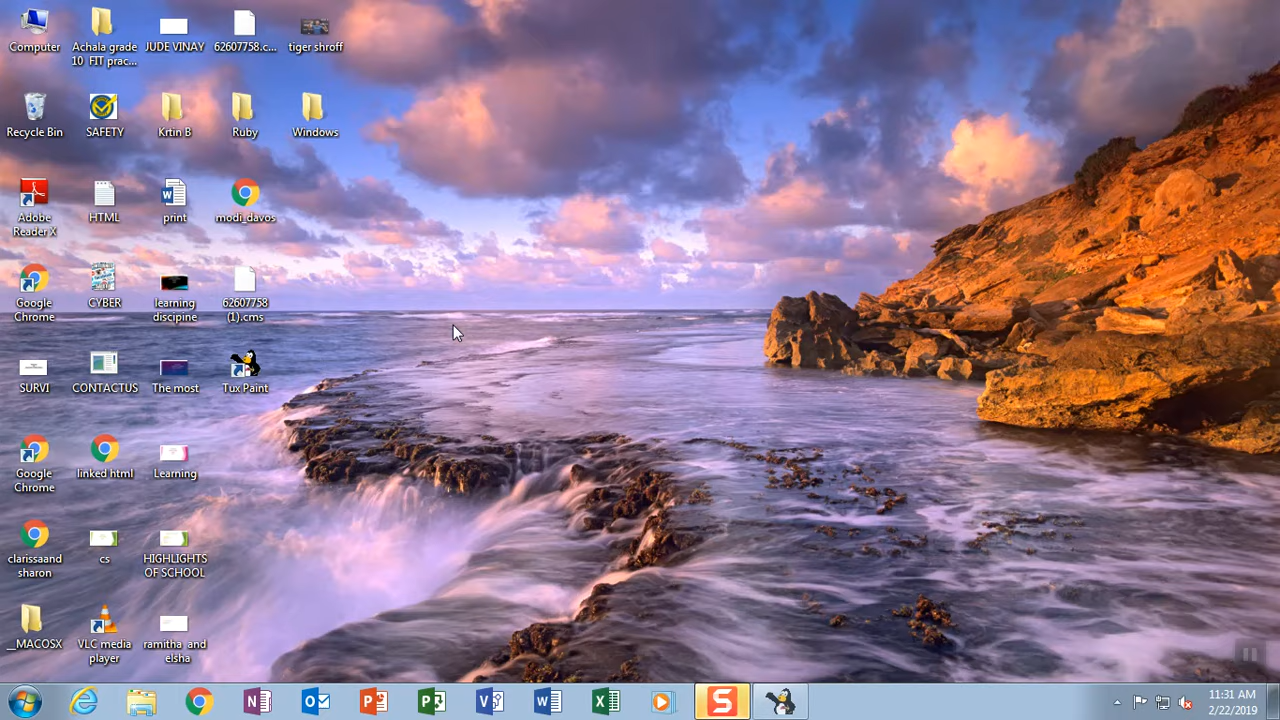 Computer
Achala grade
10 FIT prac...
JUDE VINAY
62607758.c...
tiger shroff
Recycle Bin
SAFETY
Krtin B
Ruby
Windows
Adobe
Reader X
HTML
print
modi_davos
Google
Chrome
CYBER
learning
discipine
62607758
(1).cms
SURVI
CONTACTUS
The most
Tux Paint
Google
Chrome
linked html
Learning
clarissaand
sharon
cs
HIGHLIGHTS
OF SCHOOL
__MACOSX
VLC media
player
ramitha and
elsha
11:31 AM
2/22/2019